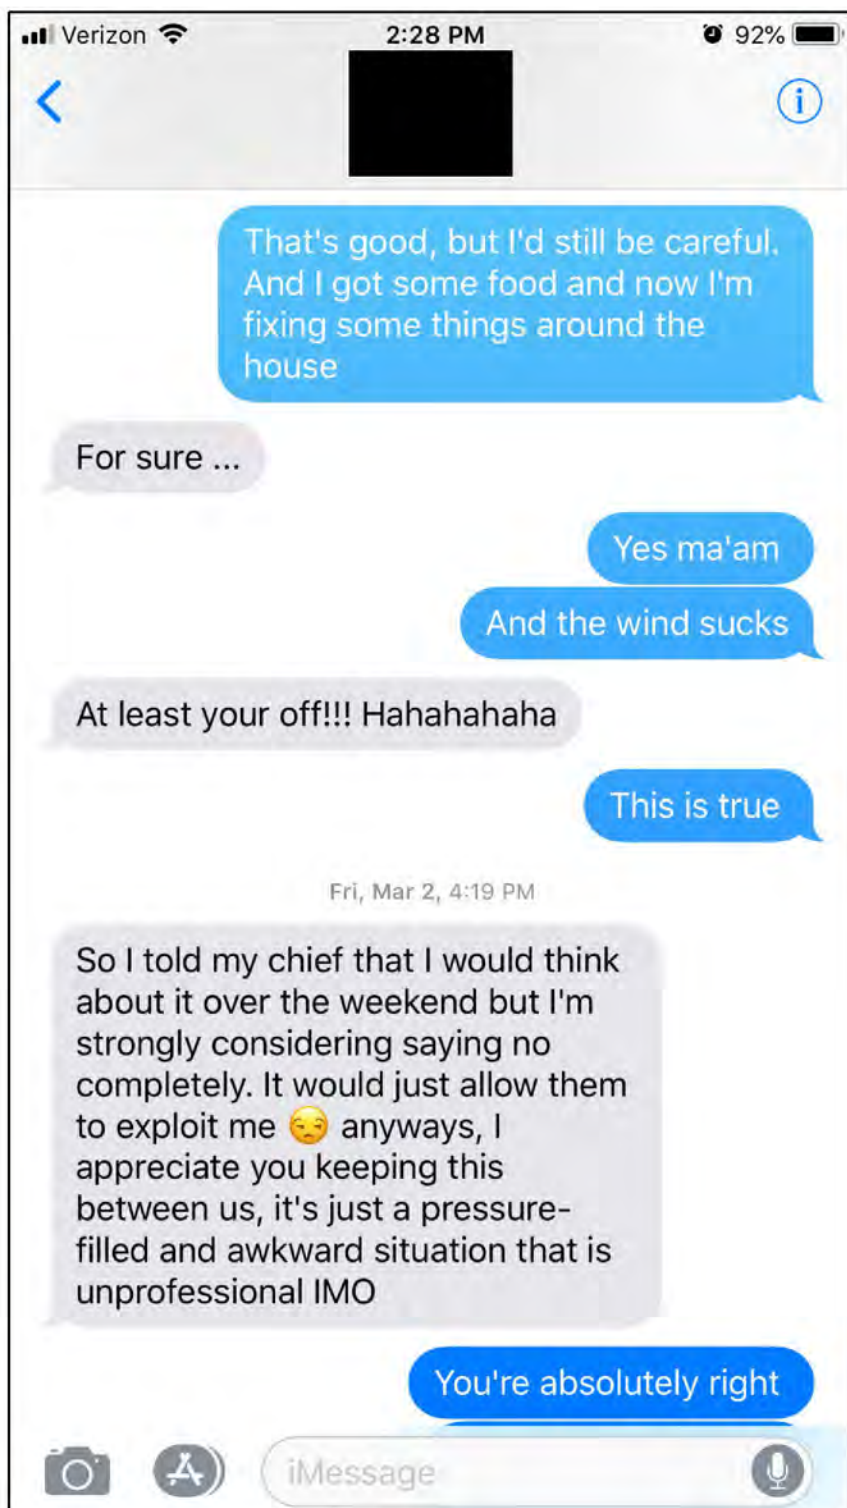 Verizon 2:28 PM 92%
That's good, but I'd still be careful.
And I got some food and now I'm
fixing some things around the
house
For sure ...
Yes ma'am
And the wind sucks
At least your off!!! Hahahahaha
This is true
Fri, Mar 2, 4:19 PM
So I told my chief that I would think
about it over the weekend but I'm
strongly considering saying no
completely. It would just allow them
to exploit me 😒 anyways, I
appreciate you keeping this
between us, it's just a pressure-
filled and awkward situation that is
unprofessional IMO
You're absolutely right
iMessage